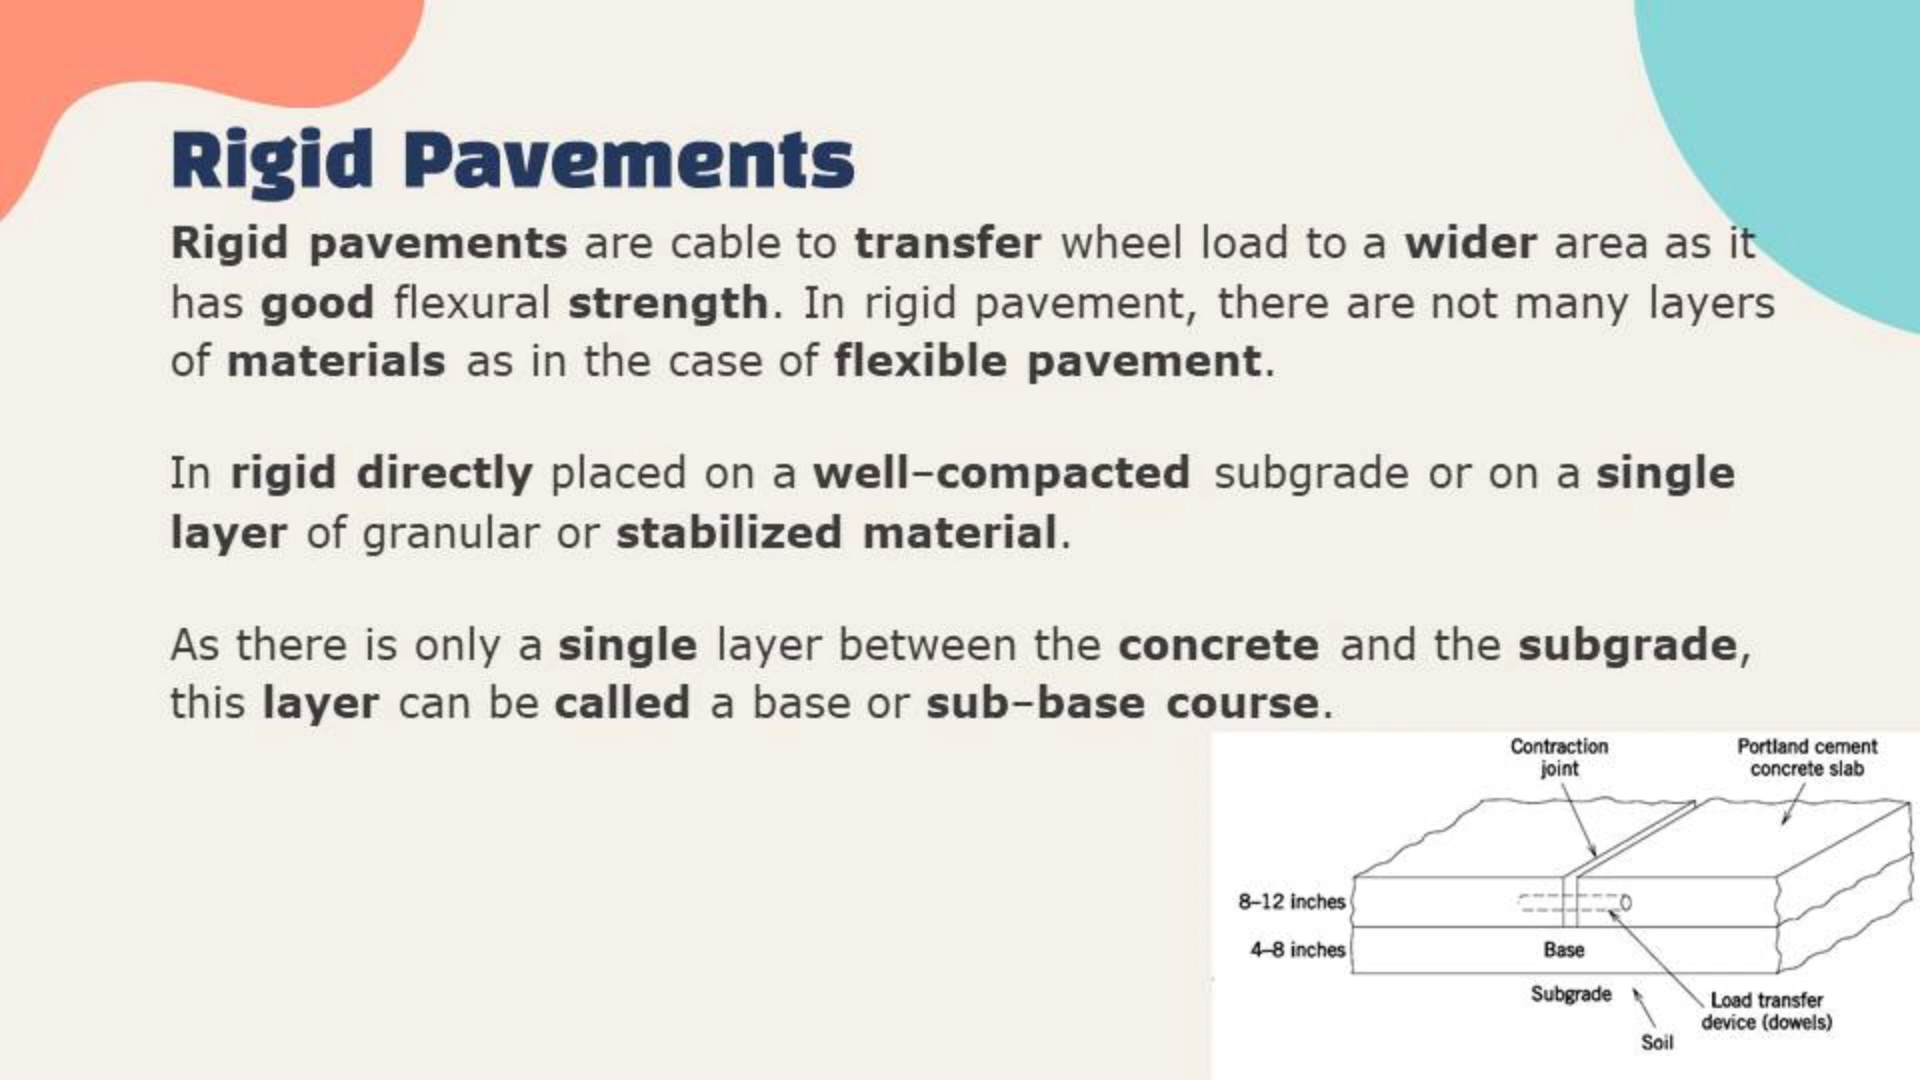 Rigid Pavements
Rigid pavements are cable to transfer wheel load to a wider area as it
has good flexural strength. In rigid pavement, there are not many layers
of materials as in the case of flexible pavement.
In rigid directly placed on a well–compacted subgrade or on a single
layer of granular or stabilized material.
As there is only a single layer between the concrete and the subgrade,
this layer can be called a base or sub–base course.
Contraction
joint
Portland cement
concrete slab
8–12 inches
4–8 inches
Base
Subgrade
Load transfer
device (dowels)
Soil